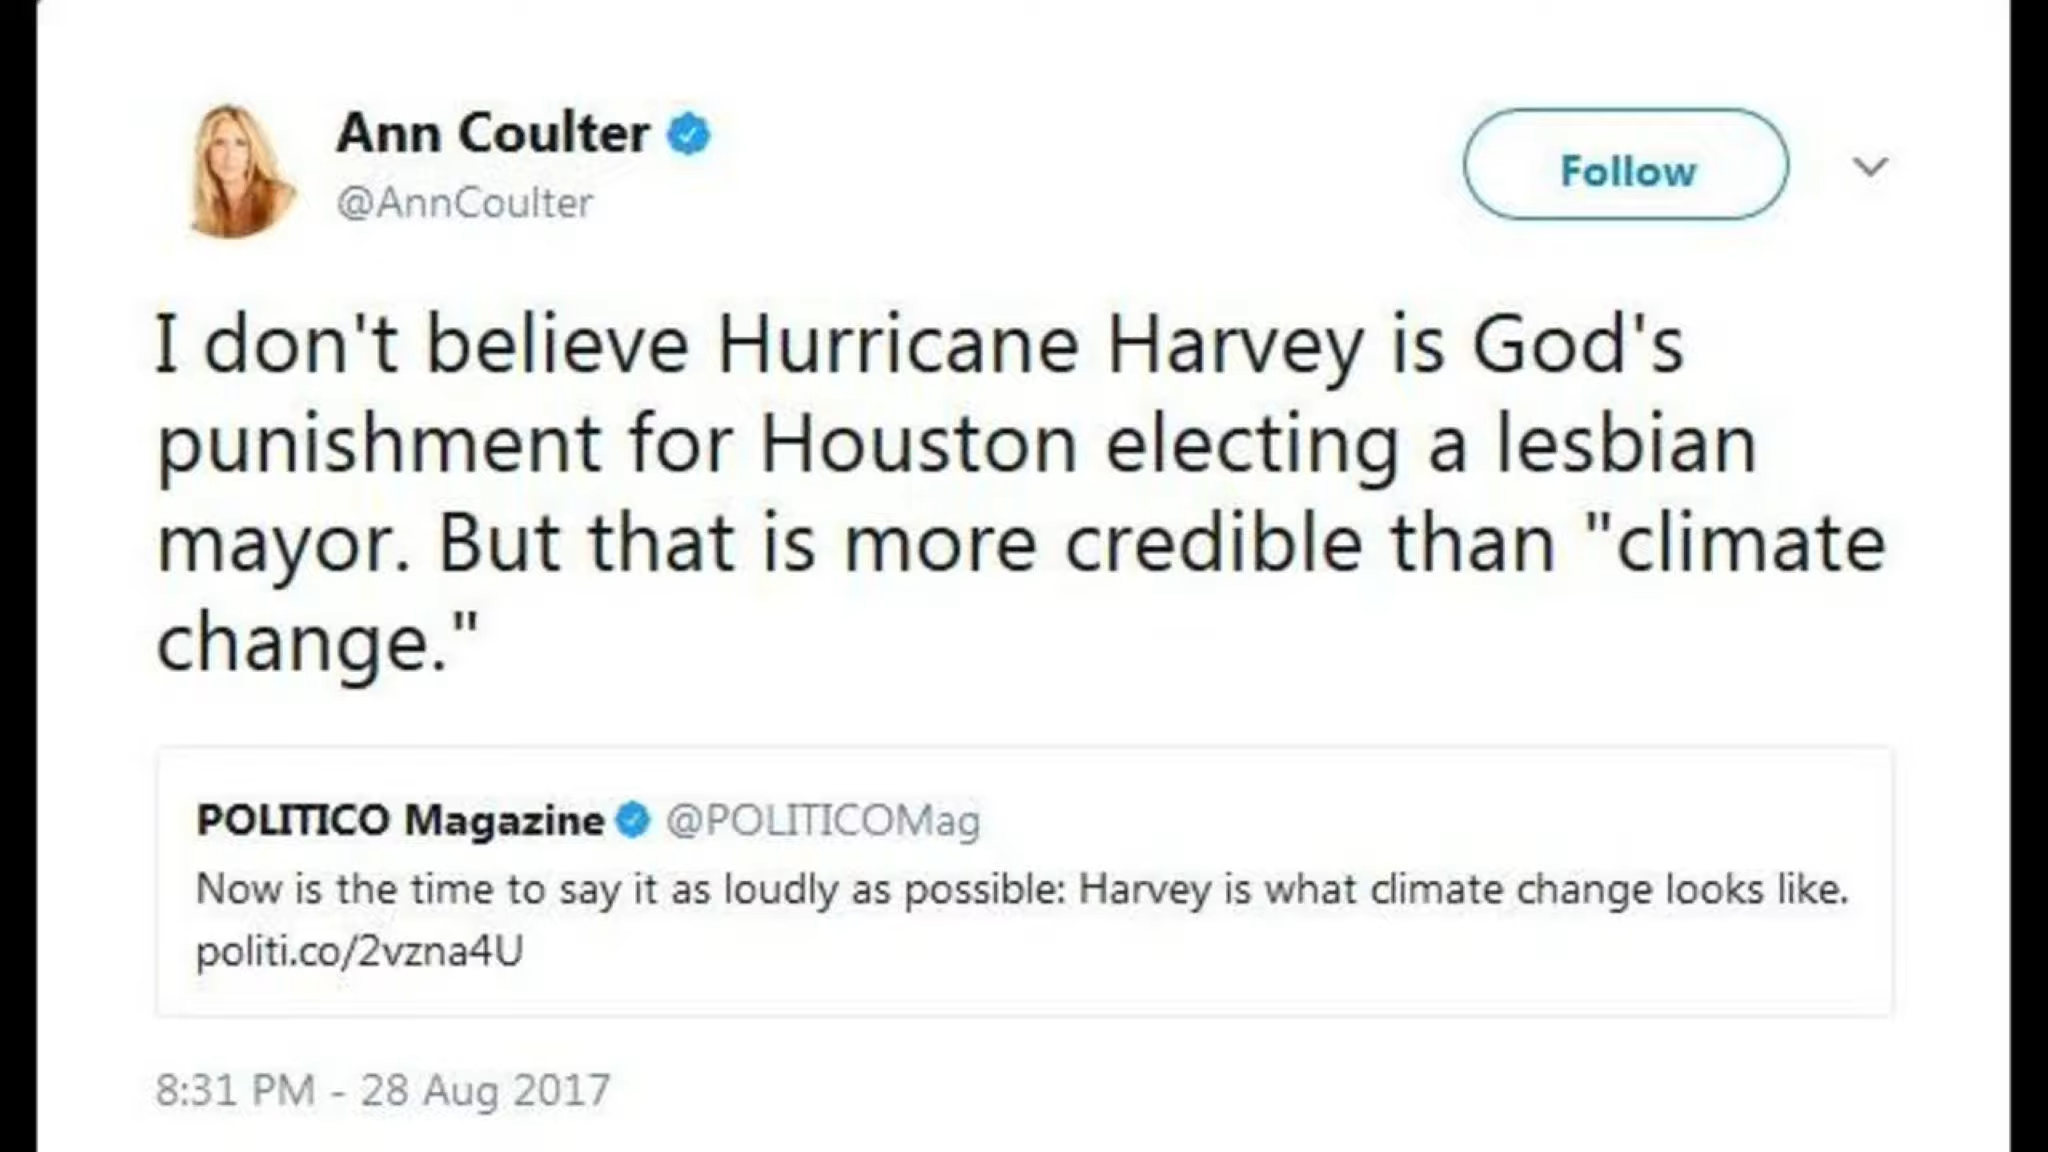 Ann Coulter
@AnnCoulter
Follow
I don't believe Hurricane Harvey is God's
punishment for Houston electing a lesbian
mayor. But that is more credible than "climate
change."
POLITICO Magazine @POLITICOMag
Now is the time to say it as loudly as possible: Harvey is what climate change looks like.
politi.co/2vzna4U
8:31 PM - 28 Aug 2017